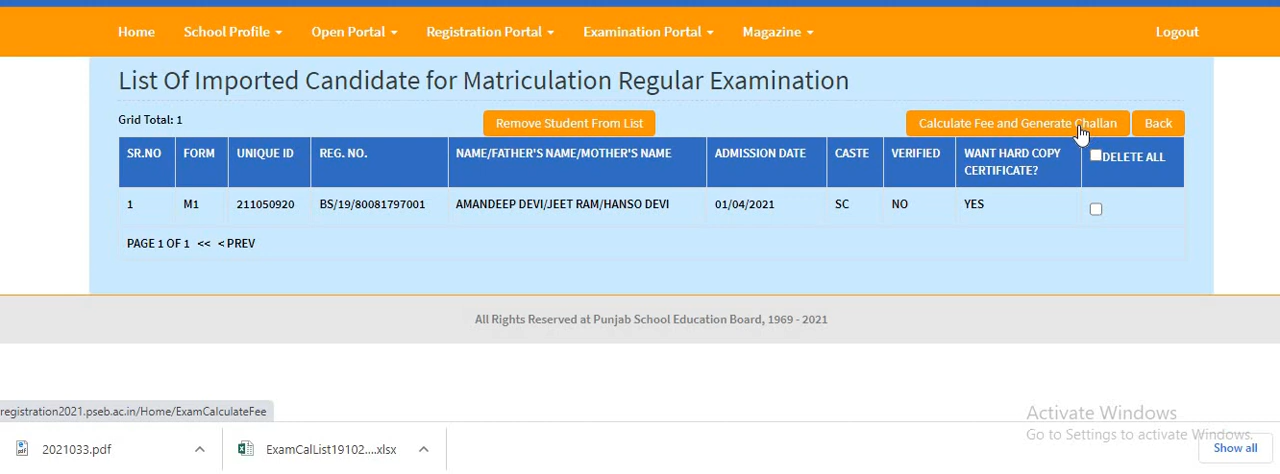 Home School Profile Open Portal Registration Portal Examination Portal Magazine Logout
List Of Imported Candidate for Matriculation Regular Examination
Grid Total: 1 Remove Student From List Calculate Fee and Generate Challan Back
SR.NO FORM UNIQUE ID REG. NO. NAME/FATHER'S NAME/MOTHER'S NAME ADMISSION DATE CASTE VERIFIED WANT HARD COPY DELETE ALL
CERTIFICATE?
1 M1 211050920 BS/19/80081797001 AMANDEEP DEVI/JEET RAM/HANSO DEVI 01/04/2021 SC NO YES
PAGE 1 OF 1 << < PREV
All Rights Reserved at Punjab School Education Board, 1969 - 2021
registration2021.pseb.ac.in/Home/ExamCalculateFee
Activate Windows
Go to Settings to activate Windows.
2021033.pdf ExamCalList19102....xlsx Show all